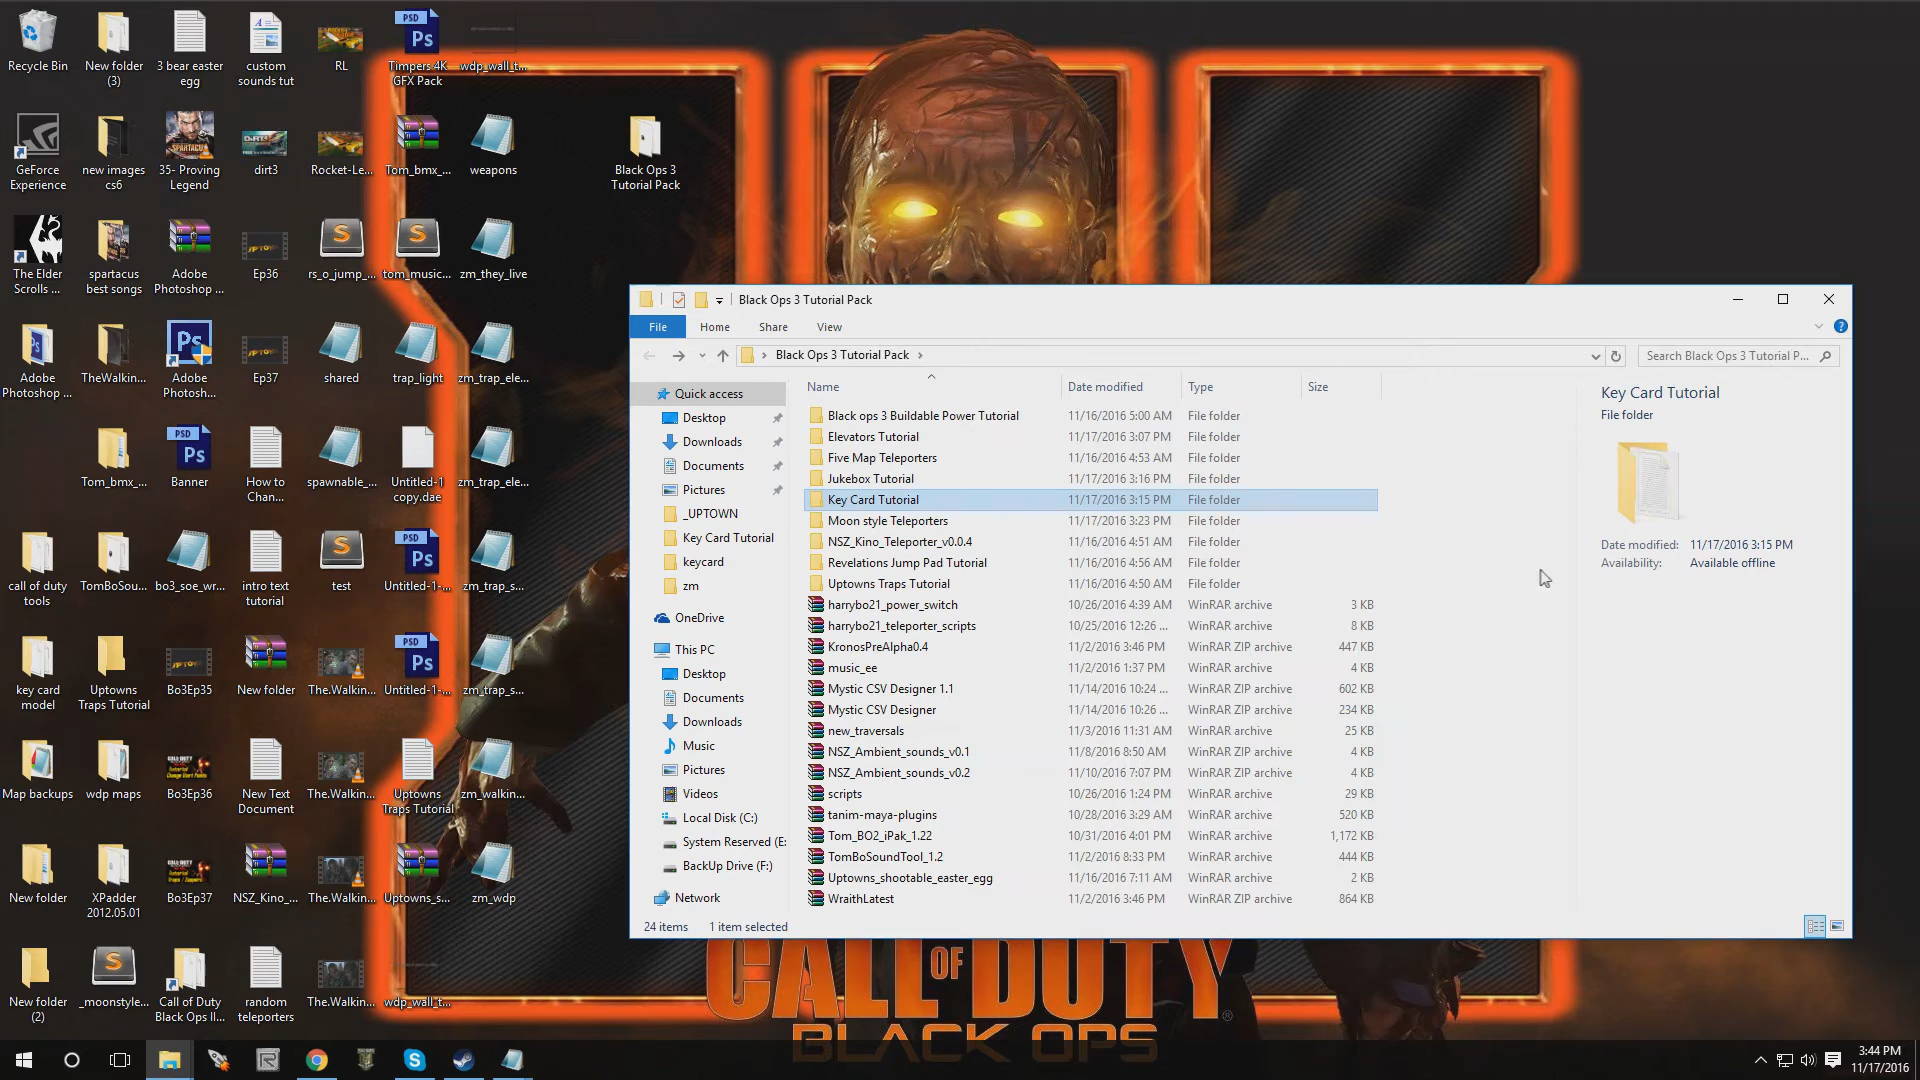 Recycle Bin
New folder
(3)
3 bear easter
egg
custom
sounds tut
RL
PSD
Ps
Timpers 4K
GFX Pack
wdp_wall_t...
GeForce
Experience
new images
cs6
SPARTACUS
35- Proving
Legend
DiRT3
dirt3
Rocket-Le...
Tom_bmx_...
weapons
Black Ops 3
Tutorial Pack
The Elder
Scrolls ...
spartacus
best songs
Adobe
Photoshop ...
UPTOWN
Ep36
S
rs_o_jump_...
S
tom_music...
zm_they_live
Adobe
Photoshop ...
TheWalkin...
Ps
Adobe
Photosh...
UPTOWN
Ep37
shared
trap_light
zm_trap_ele...
Tom_bmx_...
PSD
Ps
Banner
How to
Chan...
spawnable_...
Untitled-1
copy.dae
zm_trap_ele...
call of duty
tools
TomBoSou...
bo3_soe_wr...
intro text
tutorial
S
test
PSD
Ps
Untitled-1-...
zm_trap_s...
key card
model
Uptowns
Traps Tutorial
UPTOWN
Bo3Ep35
New folder
The.Walkin...
PSD
Ps
Untitled-1-...
zm_trap_s...
Map backups
wdp maps
Bo3Ep36
New Text
Document
The.Walkin...
Uptowns
Traps Tutorial
zm_walkin...
New folder
XPadder
2012.05.01
Bo3Ep37
NSZ_Kino_...
The.Walkin...
Uptowns_s...
zm_wdp
New folder
(2)
S
_moonstyle...
Call of Duty
Black Ops II...
random
teleporters
The.Walkin...
wdp_wall_t...
Black Ops 3 Tutorial Pack
File
Home
Share
View
Black Ops 3 Tutorial Pack
Search Black Ops 3 Tutorial P...
Quick access
Desktop
Downloads
Documents
Pictures
_UPTOWN
Key Card Tutorial
keycard
zm
OneDrive
This PC
Desktop
Documents
Downloads
Music
Pictures
Videos
Local Disk (C:)
System Reserved (E:
BackUp Drive (F:)
Network
Name Date modified Type Size
Black ops 3 Buildable Power Tutorial 11/16/2016 5:00 AM File folder
Elevators Tutorial 11/17/2016 3:07 PM File folder
Five Map Teleporters 11/16/2016 4:53 AM File folder
Jukebox Tutorial 11/17/2016 3:16 PM File folder
Key Card Tutorial 11/17/2016 3:15 PM File folder
Moon style Teleporters 11/17/2016 3:23 PM File folder
NSZ_Kino_Teleporter_v0.0.4 11/16/2016 4:51 AM File folder
Revelations Jump Pad Tutorial 11/16/2016 4:56 AM File folder
Uptowns Traps Tutorial 11/16/2016 4:50 AM File folder
harrybo21_power_switch 10/26/2016 4:39 AM WinRAR archive 3 KB
harrybo21_teleporter_scripts 10/25/2016 12:26 ... WinRAR archive 8 KB
KronosPreAlpha0.4 11/2/2016 3:46 PM WinRAR ZIP archive 447 KB
music_ee 11/2/2016 1:37 PM WinRAR archive 4 KB
Mystic CSV Designer 1.1 11/14/2016 10:24 ... WinRAR ZIP archive 602 KB
Mystic CSV Designer 11/14/2016 10:26 ... WinRAR ZIP archive 234 KB
new_traversals 11/3/2016 11:31 AM WinRAR archive 25 KB
NSZ_Ambient_sounds_v0.1 11/8/2016 8:50 AM WinRAR ZIP archive 4 KB
NSZ_Ambient_sounds_v0.2 11/10/2016 7:07 PM WinRAR ZIP archive 4 KB
scripts 10/26/2016 1:24 PM WinRAR archive 29 KB
tanim-maya-plugins 10/28/2016 3:29 AM WinRAR archive 520 KB
Tom_BO2_iPak_1.22 10/31/2016 4:01 PM WinRAR archive 1,172 KB
TomBoSoundTool_1.2 11/2/2016 8:33 PM WinRAR archive 444 KB
Uptowns_shootable_easter_egg 11/16/2016 7:11 AM WinRAR archive 2 KB
WraithLatest 11/2/2016 3:46 PM WinRAR ZIP archive 864 KB
Key Card Tutorial
File folder
Date modified: 11/17/2016 3:15 PM
Availability: Available offline
24 items 1 item selected
CALL OF DUTY
BLACK OPS
3:44 PM
11/17/2016